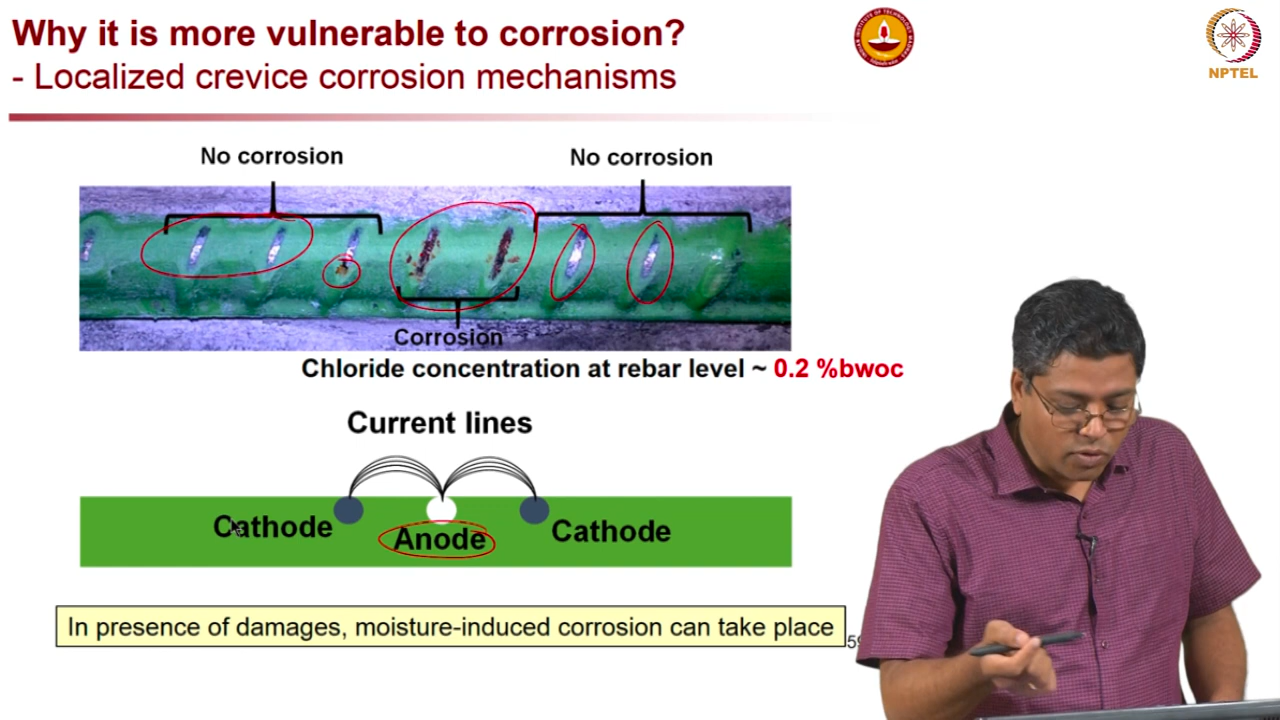 Why it is more vulnerable to corrosion?
- Localized crevice corrosion mechanisms
NPTEL
No corrosion
No corrosion
Corrosion
Chloride concentration at rebar level ~ 0.2 %bwoc
Current lines
Cathode
Anode
Cathode
In presence of damages, moisture-induced corrosion can take place